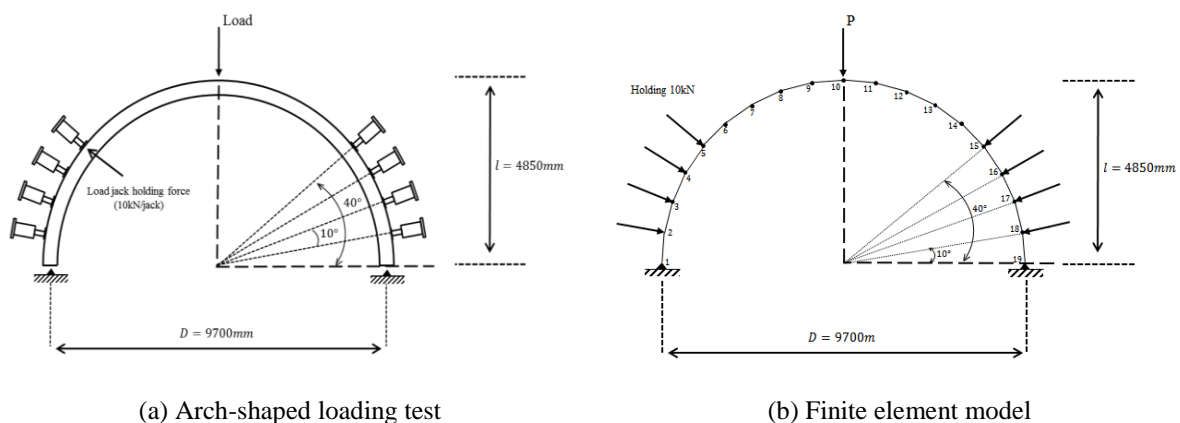 Load
Load jack holding force
(10kN/jack)
40°
10°
l = 4850mm
D = 9700mm
(a) Arch-shaped loading test
P
Holding 10kN
1
2
3
4
5
6
7
8
9
10
11
12
13
14
15
16
17
18
19
40°
10°
l = 4850mm
D = 9700m
(b) Finite element model